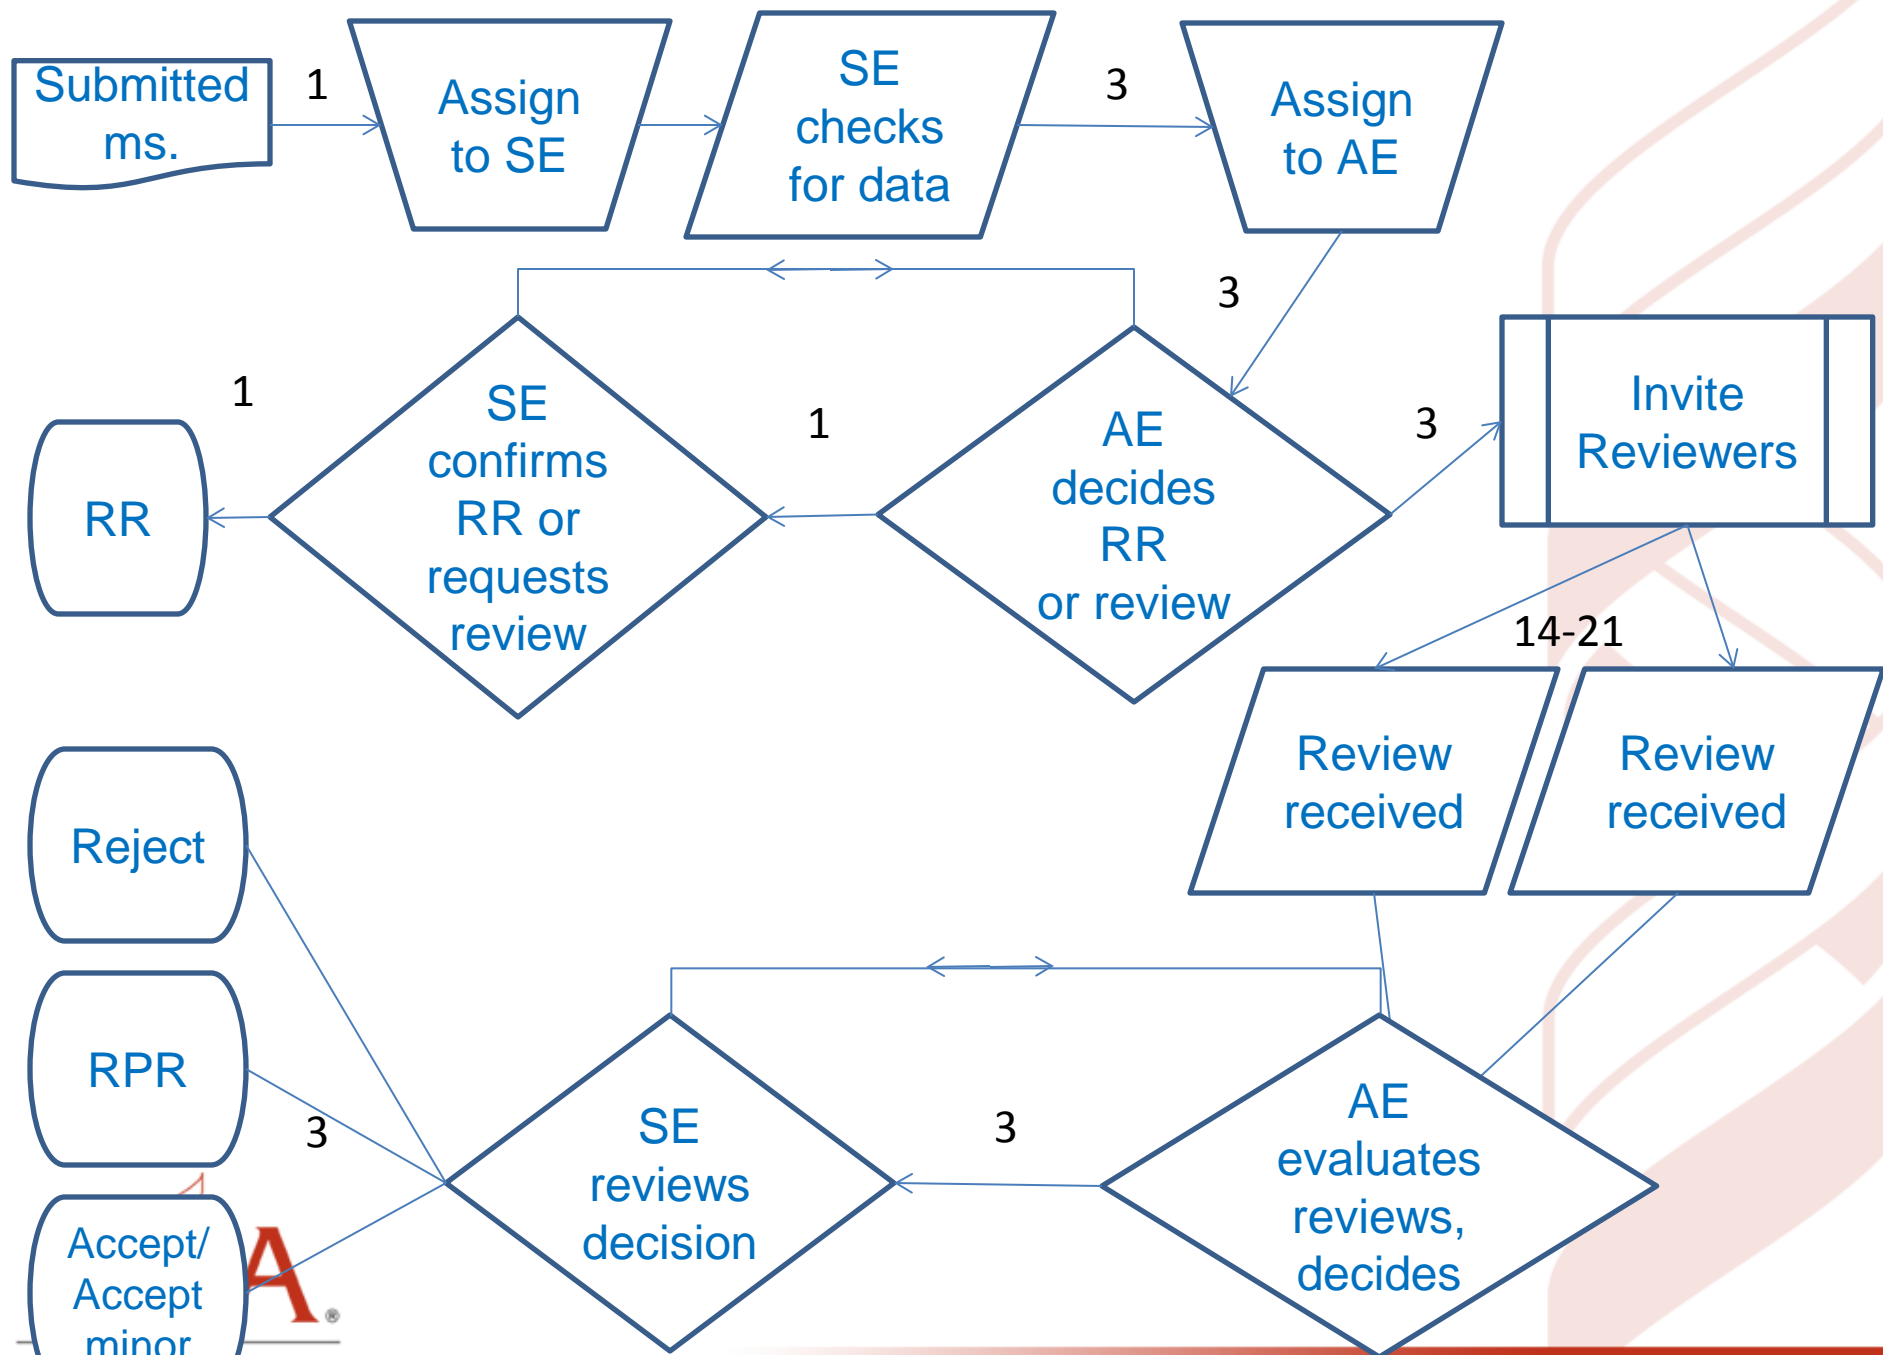 Submitted
ms.
1
Assign
to SE
SE
checks
for data
3
Assign
to AE
3
1
RR
SE
confirms
RR or
requests
review
1
AE
decides
RR
or review
3
Invite
Reviewers
14-21
Review
received
Review
received
Reject
RPR
3
Accept/
Accept
minor
SE
reviews
decision
3
AE
evaluates
reviews,
decides
A
®